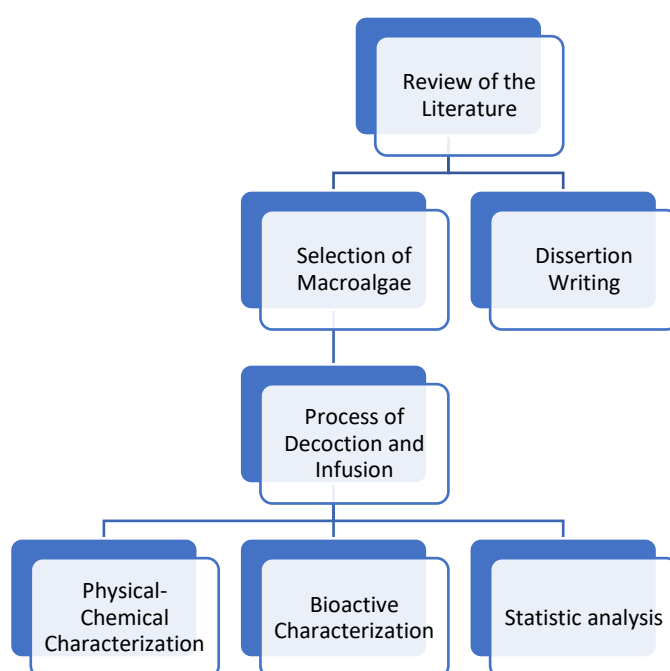 Review of the
Literature
Selection of
Macroalgae
Dissertion
Writing
Process of
Decoction and
Infusion
Physical-
Chemical
Characterization
Bioactive
Characterization
Statistic analysis